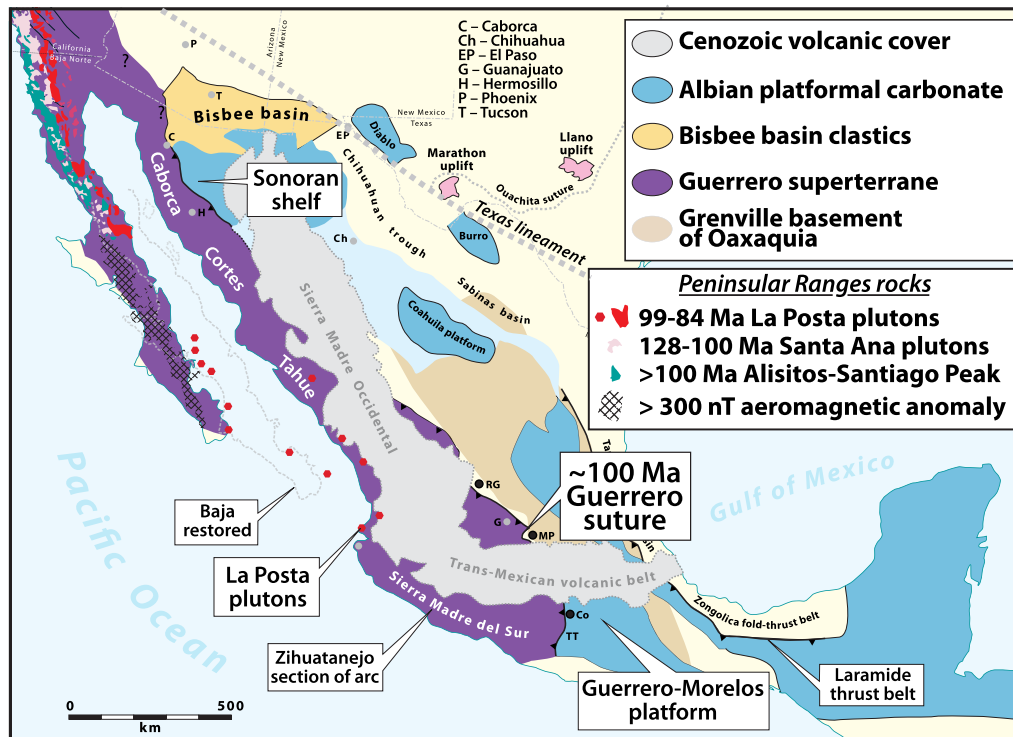 California
Baja Norte
Arizona
New Mexico
P
?
?
T
Bisbee basin
C
EP
New Mexico
Texas
Diablo
C – Caborca
Ch – Chihuahua
EP – El Paso
G – Guanajuato
H – Hermosillo
P – Phoenix
T – Tucson
Marathon
uplift
Llano
uplift
Ouachita suture
Texas lineament
Caborca
Sonoran
shelf
H
Chihuahuan
trough
Ch
Burro
Sabinas basin
Coahuila platform
Cortes
Sierra Madre Occidental
Tahue
Cenozoic volcanic cover
Albian platformal carbonate
Bisbee basin clastics
Guerrero superterrane
Grenville basement
of Oaxaquia
Peninsular Ranges rocks
99-84 Ma La Posta plutons
128-100 Ma Santa Ana plutons
>100 Ma Alisitos-Santiago Peak
> 300 nT aeromagnetic anomaly
Pacific Ocean
Gulf of Mexico
Baja
restored
RG
G
MP
~100 Ma
Guerrero
suture
La Posta
plutons
Trans-Mexican volcanic belt
Sierra Madre del Sur
Co
TT
Zongolica fold-thrust belt
Zihuatanejo
section of arc
Guerrero-Morelos
platform
Laramide
thrust belt
0
500
km